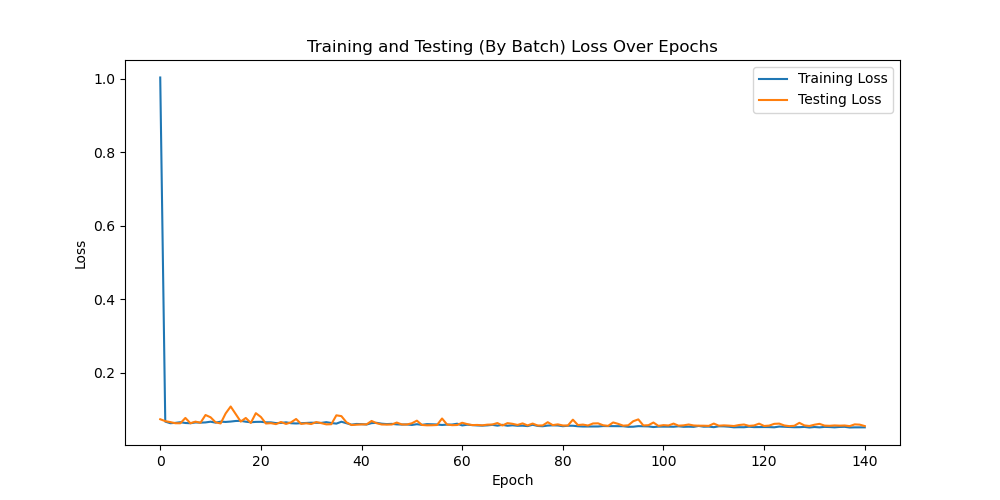 Training and Testing (By Batch) Loss Over Epochs
Training Loss
Testing Loss
1.0
0.8
0.6
0.4
0.2
Loss
0 20 40 60 80 100 120 140
Epoch